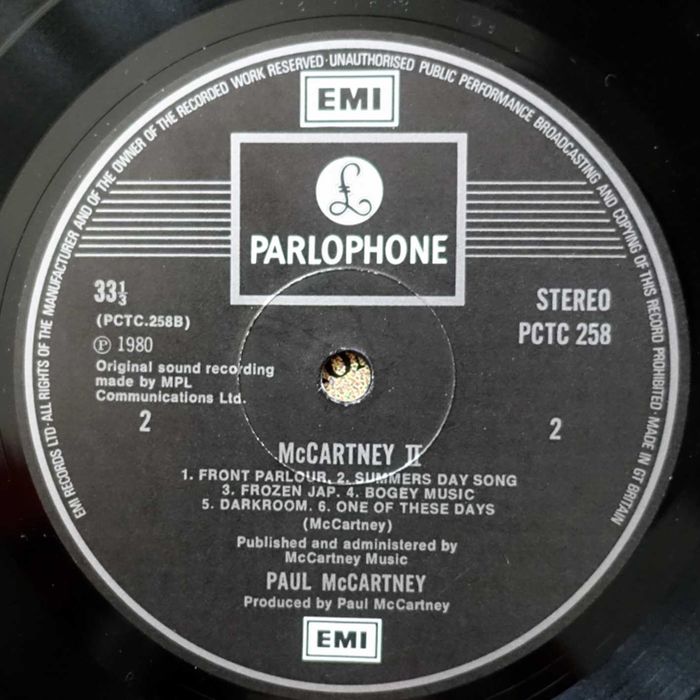 EMI RECORDS LTD·ALL RIGHTS OF THE MANUFACTURER AND OF THE OWNER OF THE RECORDED WORK RESERVED·UNAUTHORISED PUBLIC PERFORMANCE BROADCASTING AND COPYING OF THIS RECORD PROHIBITED·MADE IN GT BRITAIN
EMI
£
PARLOPHONE
33⅓
(PCTC.258B)
℗ 1980
Original sound recording
made by MPL
Communications Ltd.
2
STEREO
PCTC 258
2
McCARTNEY II
1. FRONT PARLOUR. 2. SUMMERS DAY SONG
3. FROZEN JAP. 4. BOGEY MUSIC
5. DARKROOM. 6. ONE OF THESE DAYS
(McCartney)
Published and administered by
McCartney Music
PAUL McCARTNEY
Produced by Paul McCartney
EMI